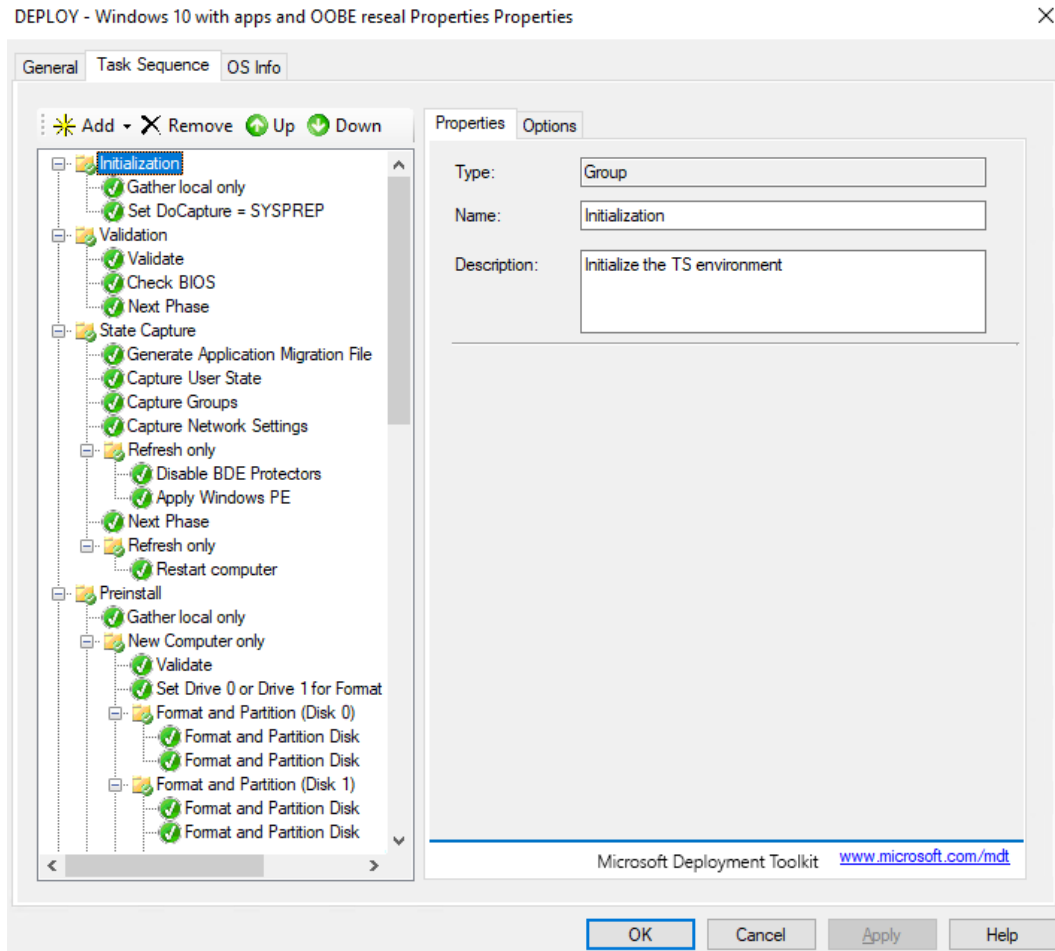 DEPLOY - Windows 10 with apps and OOBE reseal Properties Properties
General Task Sequence OS Info
Add Remove Up Down
Initialization
Gather local only
Set DoCapture = SYSPREP
Validation
Validate
Check BIOS
Next Phase
State Capture
Generate Application Migration File
Capture User State
Capture Groups
Capture Network Settings
Refresh only
Disable BDE Protectors
Apply Windows PE
Next Phase
Refresh only
Restart computer
Preinstall
Gather local only
New Computer only
Validate
Set Drive 0 or Drive 1 for Format
Format and Partition (Disk 0)
Format and Partition Disk
Format and Partition Disk
Format and Partition (Disk 1)
Format and Partition Disk
Format and Partition Disk
Properties Options
Type: Group
Name: Initialization
Description: Initialize the TS environment
Microsoft Deployment Toolkit www.microsoft.com/mdt
OK Cancel Apply Help